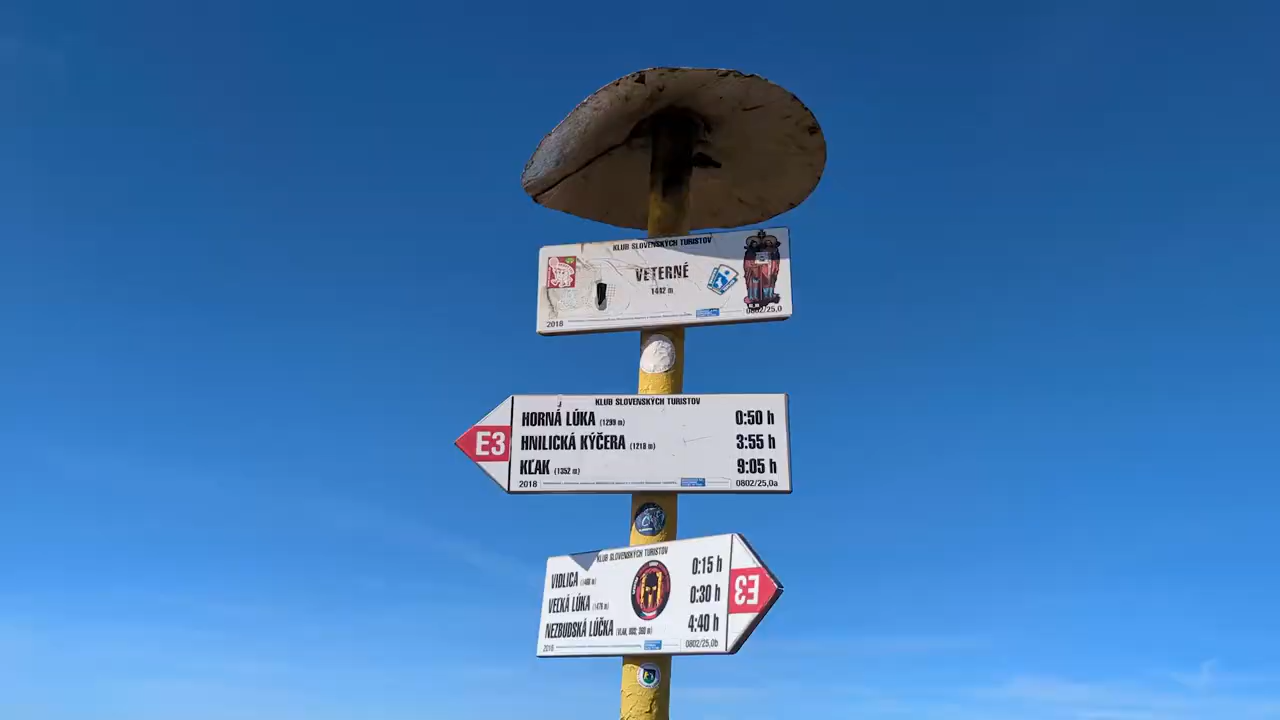 KLUB SLOVENSKÝCH TURISTOV
VETERNÉ
1442 m
2018
0802/25,0
KLUB SLOVENSKÝCH TURISTOV
E3
HORNÁ LÚKA (1299 m) 0:50 h
HNILICKÁ KÝČERA (1218 m) 3:55 h
KĽAK (1352 m) 9:05 h
2018 0802/25,0a
KLUB SLOVENSKÝCH TURISTOV
VIDLICA 0:15 h
VEĽKÁ LÚKA (1476 m) 0:30 h
E3
NEZBUDSKÁ LÚČKA 4:40 h
2018 0802/25,0b